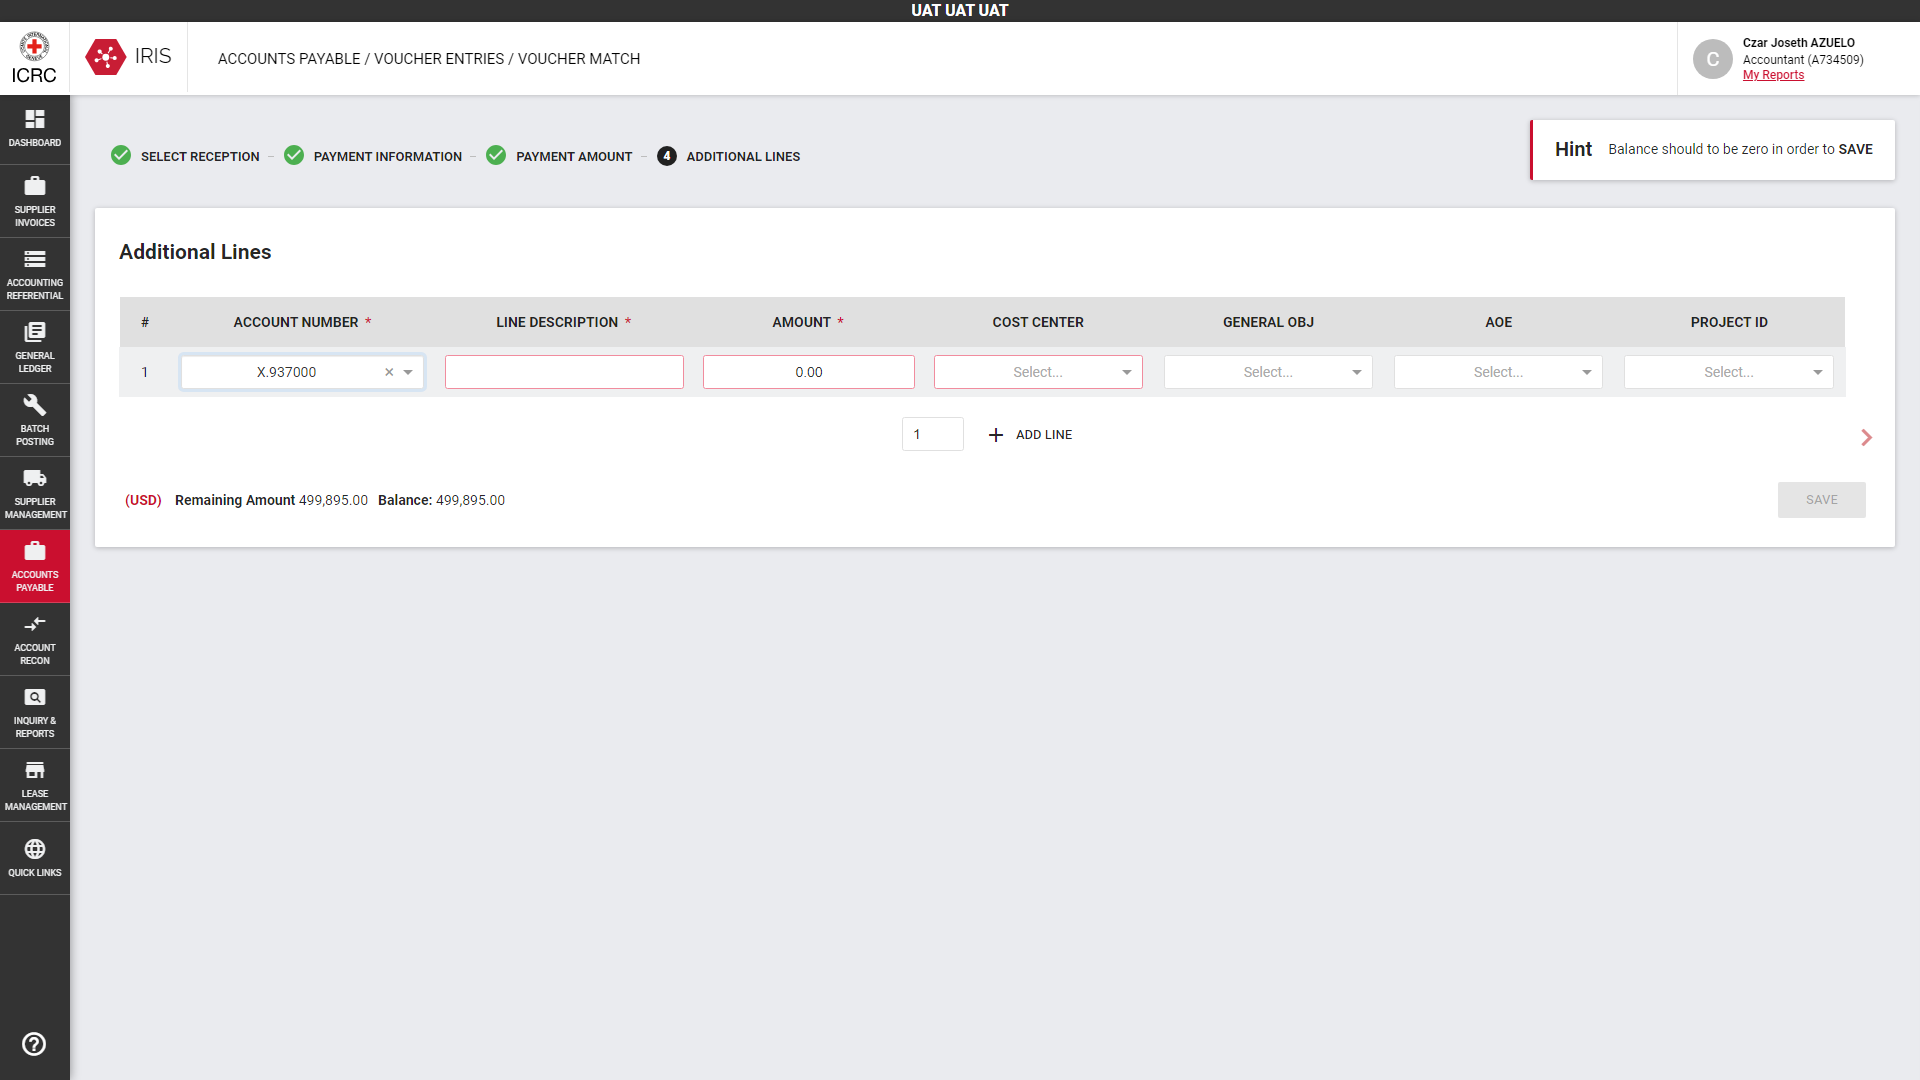 UAT UAT UAT
ICRC
IRIS
ACCOUNTS PAYABLE / VOUCHER ENTRIES / VOUCHER MATCH
C
Czar Joseth AZUELO
Accountant (A734509)
My Reports
DASHBOARD
SUPPLIER
INVOICES
ACCOUNTING
REFERENTIAL
GENERAL
LEDGER
BATCH
POSTING
SUPPLIER
MANAGEMENT
ACCOUNTS
PAYABLE
ACCOUNT
RECON
INQUIRY &
REPORTS
LEASE
MANAGEMENT
QUICK LINKS
SELECT RECEPTION – PAYMENT INFORMATION – PAYMENT AMOUNT – 4 ADDITIONAL LINES
Hint Balance should to be zero in order to SAVE
Additional Lines
# ACCOUNT NUMBER * LINE DESCRIPTION * AMOUNT * COST CENTER GENERAL OBJ AOE PROJECT ID
1 X.937000 × 0.00 Select... Select... Select... Select...
1 + ADD LINE
(USD) Remaining Amount 499,895.00 Balance: 499,895.00
SAVE